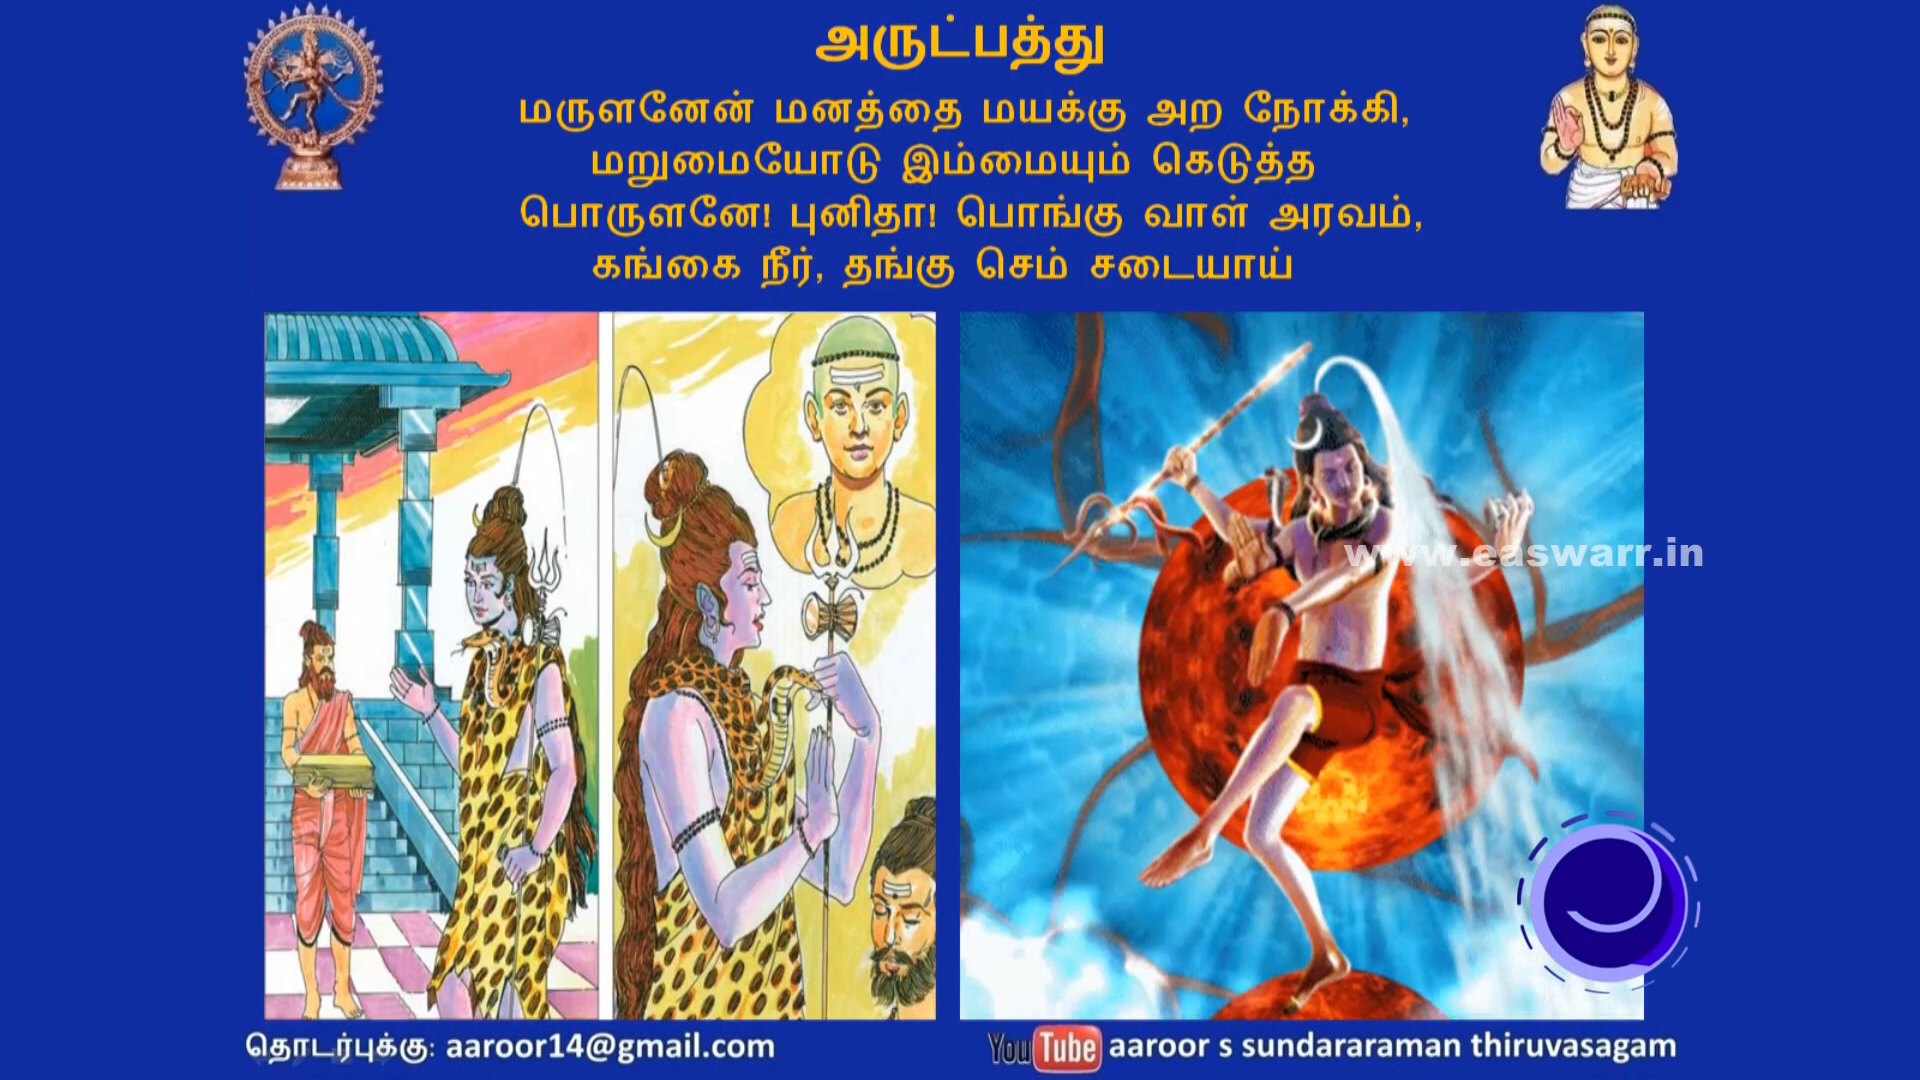 அருட்பத்து
மருளனேன் மனத்தை மயக்கு அற நோக்கி,
மறுமையோடு இம்மையும் கெடுத்த
பொருளனே! புனிதா! பொங்கு வாள் அரவம்,
கங்கை நீர், தங்கு செம் சடையாய்
www.easwarr.in
தொடர்புக்கு: aaroor14@gmail.com
YouTube aaroor s sundararaman thiruvasagam